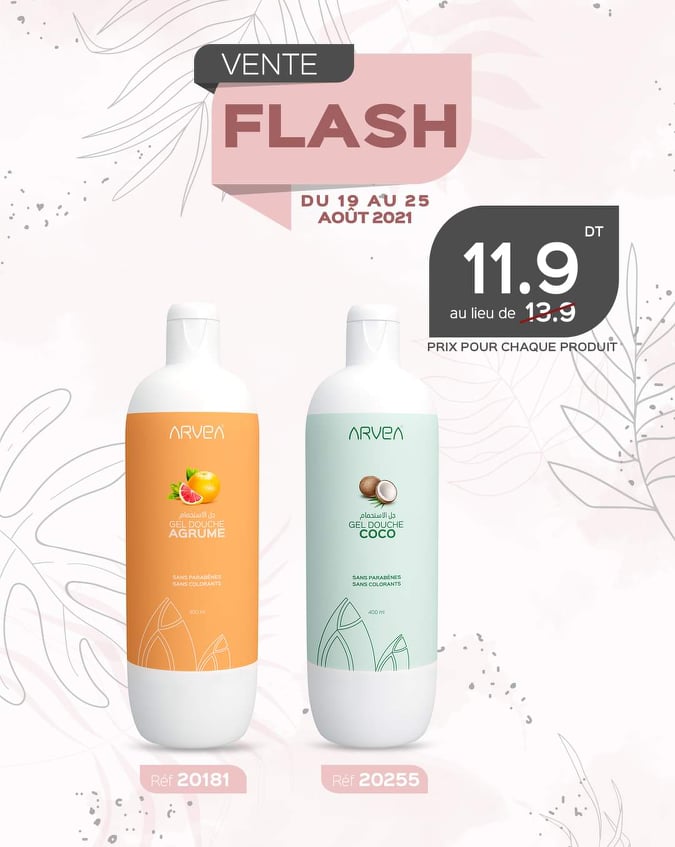 VENTE
FLASH
DU 19 AU 25
AOÛT 2021
DT
11.9
au lieu de 13.9
PRIX POUR CHAQUE PRODUIT
ARVEA
جل الاستحمام
GEL DOUCHE
AGRUME
SANS PARABÈNES
SANS COLORANTS
ARVEA
جل الاستحمام
GEL DOUCHE
COCO
SANS PARABÈNES
SANS COLORANTS
400 ml
Réf 20181
Réf 20255